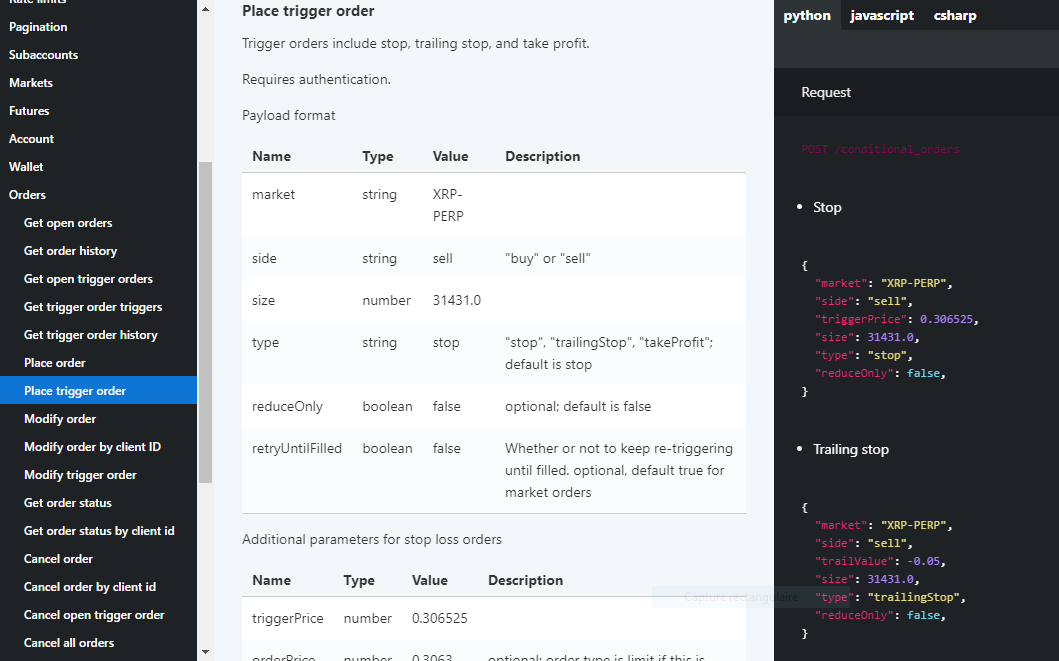 Rate limits
Pagination
Subaccounts
Markets
Futures
Account
Wallet
Orders
Get open orders
Get order history
Get open trigger orders
Get trigger order triggers
Get trigger order history
Place order
Place trigger order
Modify order
Modify order by client ID
Modify trigger order
Get order status
Get order status by client id
Cancel order
Cancel order by client id
Cancel open trigger order
Cancel all orders
Place trigger order
Trigger orders include stop, trailing stop, and take profit.
Requires authentication.
Payload format
Name Type Value Description
market string XRP-
PERP
side string sell "buy" or "sell"
size number 31431.0
type string stop "stop", "trailingStop", "takeProfit";
default is stop
reduceOnly boolean false optional; default is false
retryUntilFilled boolean false Whether or not to keep re-triggering
until filled. optional, default true for
market orders
Additional parameters for stop loss orders
Name Type Value Description
triggerPrice number 0.306525
orderPrice number 0.3063 optional; order type is limit if this is
Capture rectangulaire
python javascript csharp
Request
POST /conditional_orders
• Stop
{
"market": "XRP-PERP",
"side": "sell",
"triggerPrice": 0.306525,
"size": 31431.0,
"type": "stop",
"reduceOnly": false,
}
• Trailing stop
{
"market": "XRP-PERP",
"side": "sell",
"trailValue": -0.05,
"size": 31431.0,
"type": "trailingStop",
"reduceOnly": false,
}